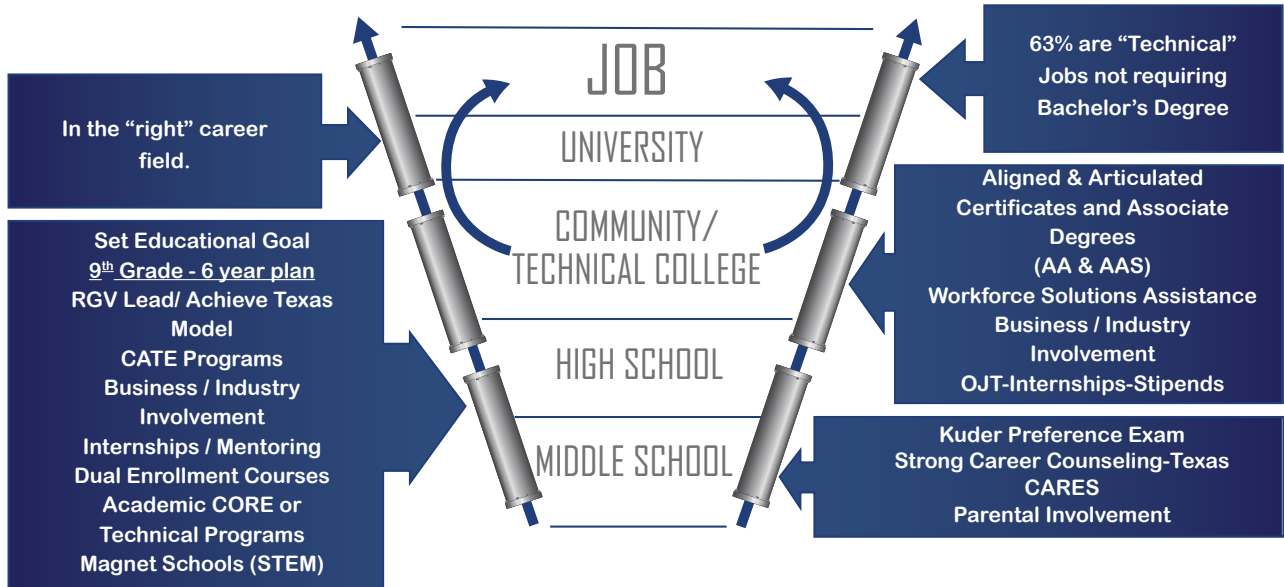 JOB
UNIVERSITY
COMMUNITY/
TECHNICAL COLLEGE
HIGH SCHOOL
MIDDLE SCHOOL
In the “right” career
field.
Set Educational Goal
9th Grade - 6 year plan
RGV Lead/ Achieve Texas
Model
CATE Programs
Business / Industry
Involvement
Internships / Mentoring
Dual Enrollment Courses
Academic CORE or
Technical Programs
Magnet Schools (STEM)
63% are “Technical”
Jobs not requiring
Bachelor’s Degree
Aligned & Articulated
Certificates and Associate
Degrees
(AA & AAS)
Workforce Solutions Assistance
Business / Industry
Involvement
OJT-Internships-Stipends
Kuder Preference Exam
Strong Career Counseling-Texas
CARES
Parental Involvement